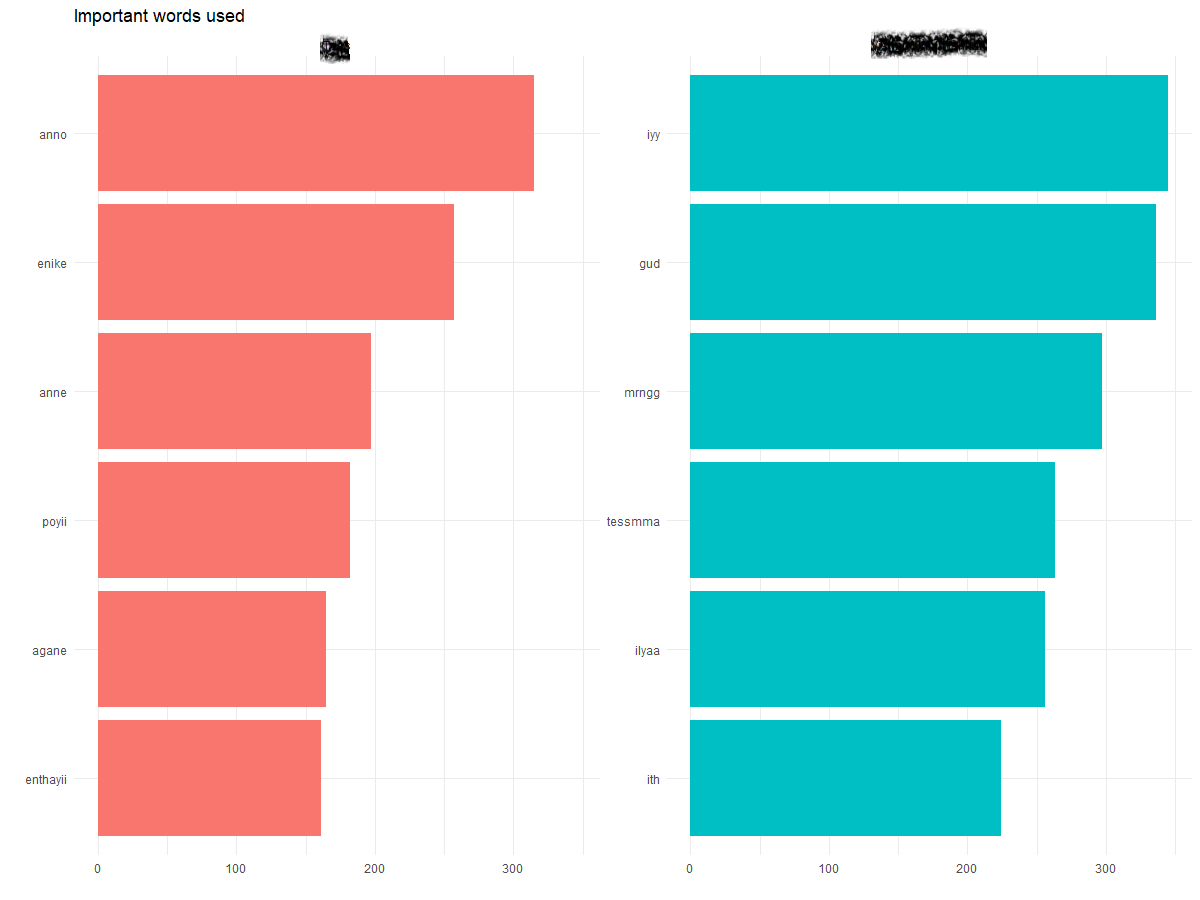 Important words used
anno
enike
anne
poyii
agane
enthayii
0 100 200 300
iyy
gud
mrngg
tessmma
ilyaa
ith
0 100 200 300